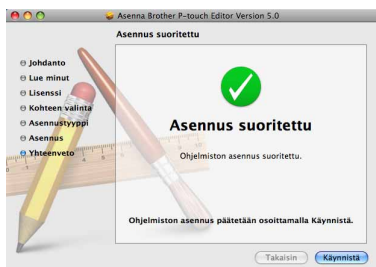 Asenna Brother P-touch Editor Version 5.0
Asennus suoritettu
Johdanto
Lue minut
Lisenssi
Kohteen valinta
Asennustyyppi
Asennus
Yhteenveto
Asennus suoritettu
Ohjelmiston asennus suoritettu.
Ohjelmiston asennus päätetään osoittamalla Käynnistä.
Takaisin
Käynnistä